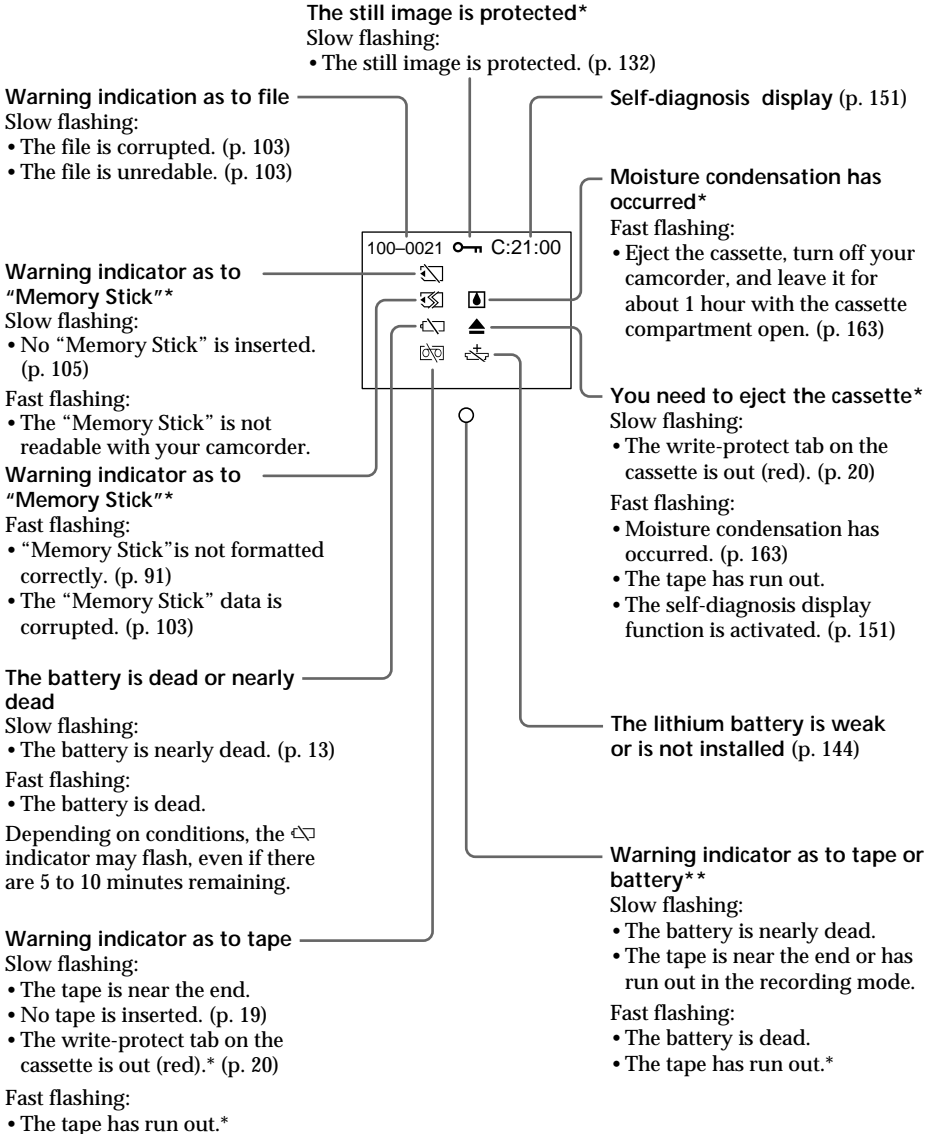 The still image is protected*
Slow flashing:
• The still image is protected. (p. 132)
Warning indication as to file
Slow flashing:
• The file is corrupted. (p. 103)
• The file is unredable. (p. 103)
Warning indicator as to
“Memory Stick”*
Slow flashing:
• No “Memory Stick” is inserted.
(p. 105)
Fast flashing:
• The “Memory Stick” is not
readable with your camcorder.
Warning indicator as to
“Memory Stick”*
Fast flashing:
• “Memory Stick”is not formatted
correctly. (p. 91)
• The “Memory Stick” data is
corrupted. (p. 103)
The battery is dead or nearly
dead
Slow flashing:
• The battery is nearly dead. (p. 13)
Fast flashing:
• The battery is dead.
Depending on conditions, the
indicator may flash, even if there
are 5 to 10 minutes remaining.
Warning indicator as to tape
Slow flashing:
• The tape is near the end.
• No tape is inserted. (p. 19)
• The write-protect tab on the
cassette is out (red).* (p. 20)
Fast flashing:
• The tape has run out.*
100–0021 C:21:00
Self-diagnosis display (p. 151)
Moisture condensation has
occurred*
Fast flashing:
• Eject the cassette, turn off your
camcorder, and leave it for
about 1 hour with the cassette
compartment open. (p. 163)
You need to eject the cassette*
Slow flashing:
• The write-protect tab on the
cassette is out (red). (p. 20)
Fast flashing:
• Moisture condensation has
occurred. (p. 163)
• The tape has run out.
• The self-diagnosis display
function is activated. (p. 151)
The lithium battery is weak
or is not installed (p. 144)
Warning indicator as to tape or
battery**
Slow flashing:
• The battery is nearly dead.
• The tape is near the end or has
run out in the recording mode.
Fast flashing:
• The battery is dead.
• The tape has run out.*